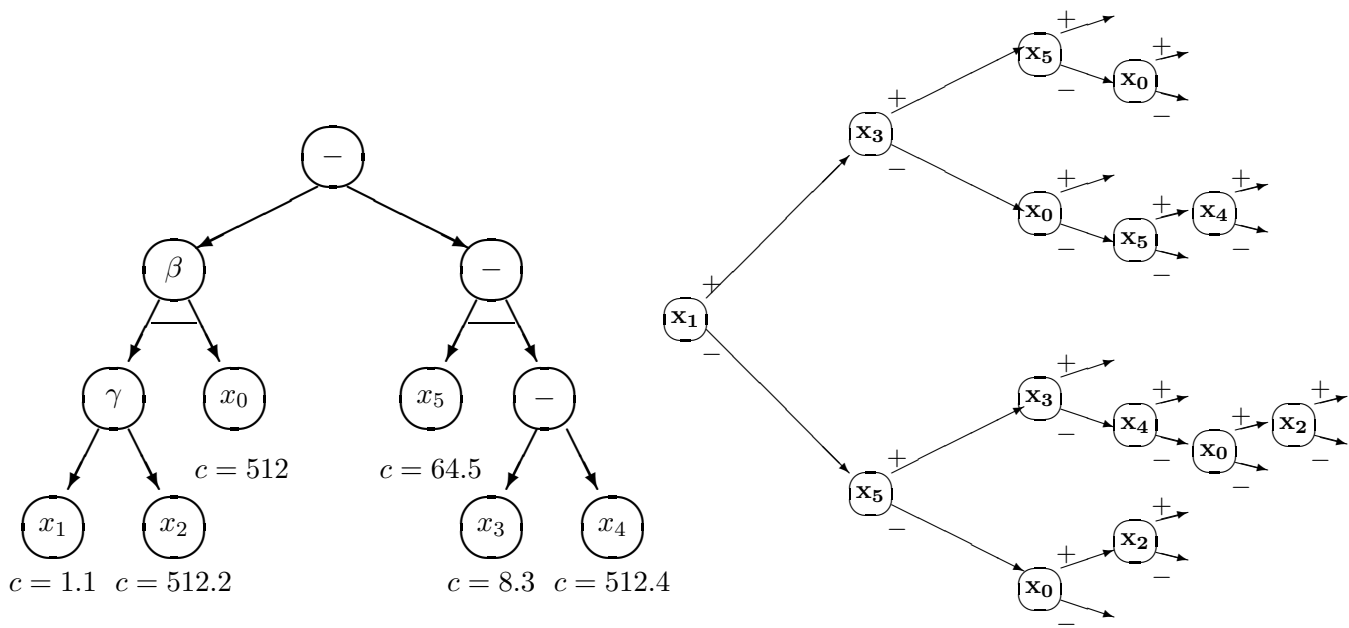 −
β −
γ x₀ x₅ −
c = 512 c = 64.5
x₁ x₂ x₃ x₄
c = 1.1 c = 512.2 c = 8.3 c = 512.4
+
x₅ +
− x₀
+ −
x₃
− +
x₀ + +
− x₅ x₄
− −
+
x₁
−
+
x₃ + + +
+ − x₄ x₂
− x₀ −
x₅ −
− +
+ x₂
x₀ −
−